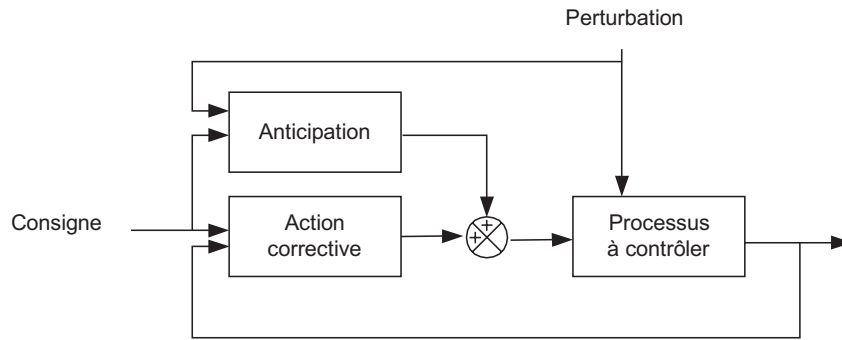 Perturbation
Anticipation
Consigne
Action
corrective
+
+
Processus
à contrôler